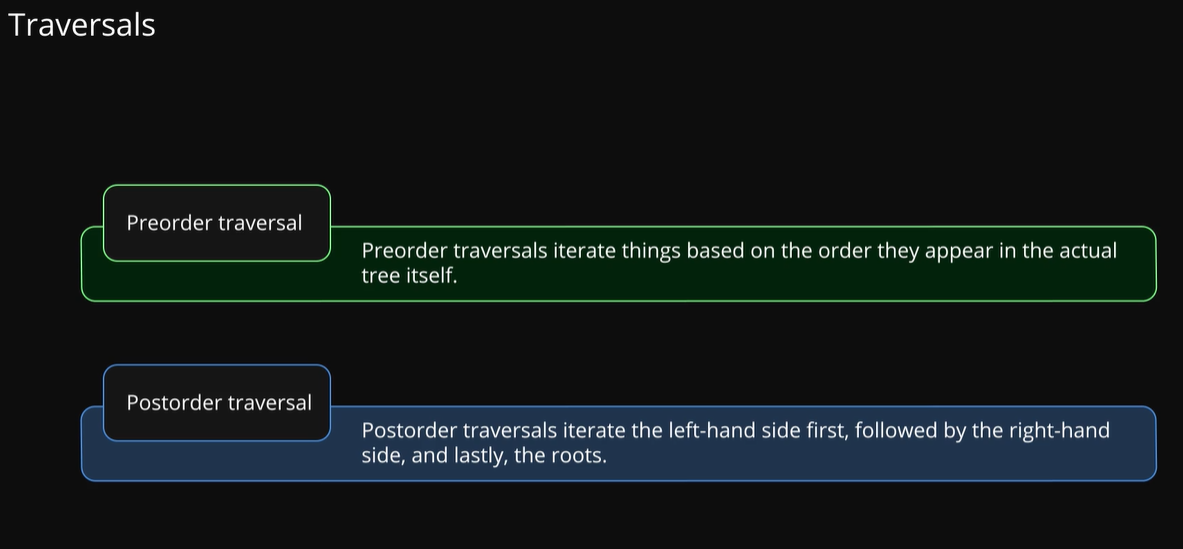 Traversals
Preorder traversal
Preorder traversals iterate things based on the order they appear in the actual
tree itself.
Postorder traversal
Postorder traversals iterate the left-hand side first, followed by the right-hand
side, and lastly, the roots.